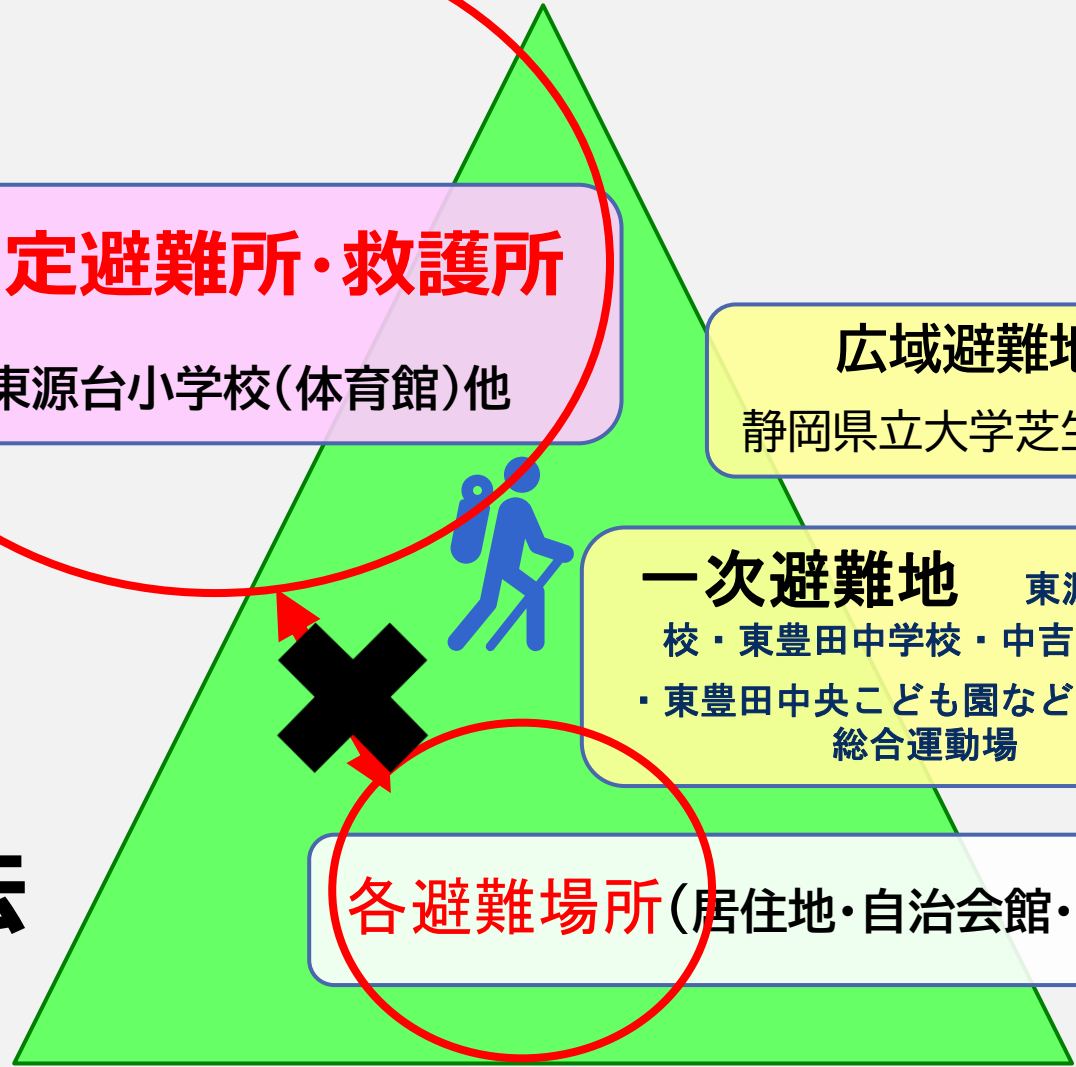 定避難所・救護所
東源台小学校（体育館）他
広域避難地
静岡県立大学芝生
一次避難地 東源
校・東豊田中学校・中吉
・東豊田中央こども園など
総合運動場
各避難場所（居住地・自治会館・